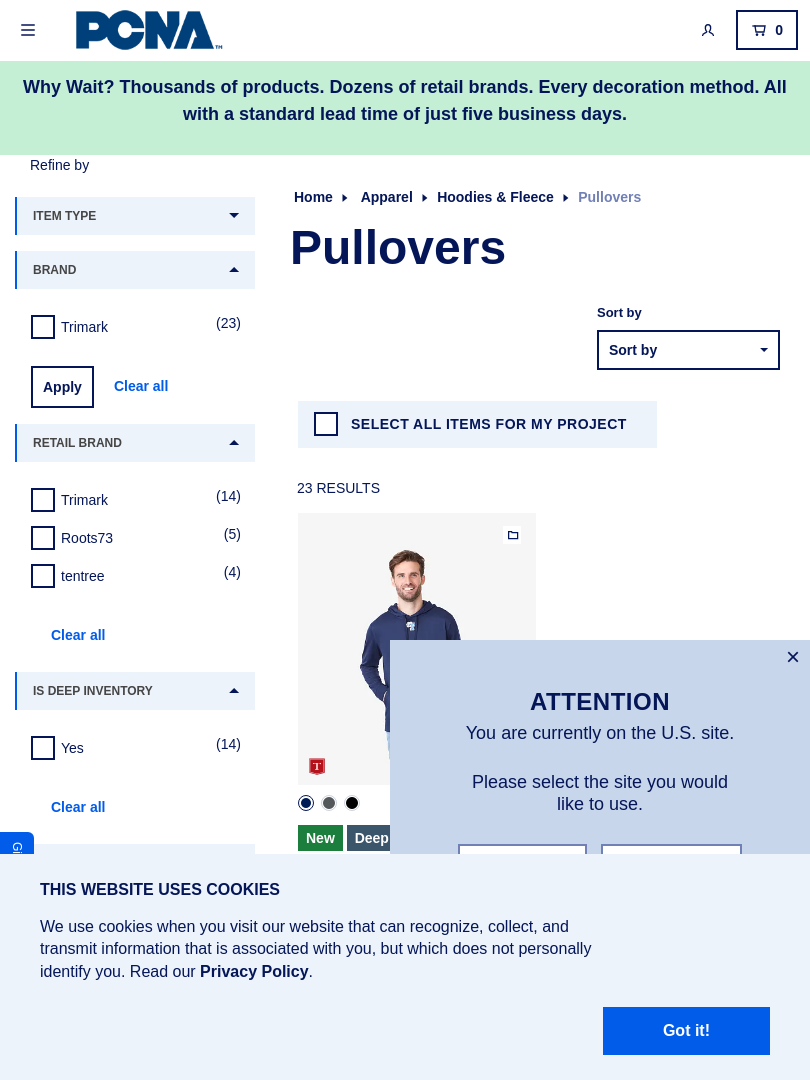 PCNA™
0
Why Wait? Thousands of products. Dozens of retail brands. Every decoration method. All
with a standard lead time of just five business days.
Refine by
ITEM TYPE
BRAND
Trimark
(23)
Apply
Clear all
RETAIL BRAND
Trimark
(14)
Roots73
(5)
tentree
(4)
Clear all
IS DEEP INVENTORY
Yes
(14)
Clear all
Home
Apparel
Hoodies & Fleece
Pullovers
Pullovers
Sort by
Sort by
SELECT ALL ITEMS FOR MY PROJECT
23 RESULTS
T
New
Deep
ATTENTION
You are currently on the U.S. site.
Please select the site you would
like to use.
THIS WEBSITE USES COOKIES
We use cookies when you visit our website that can recognize, collect, and
transmit information that is associated with you, but which does not personally
identify you. Read our Privacy Policy.
Got it!